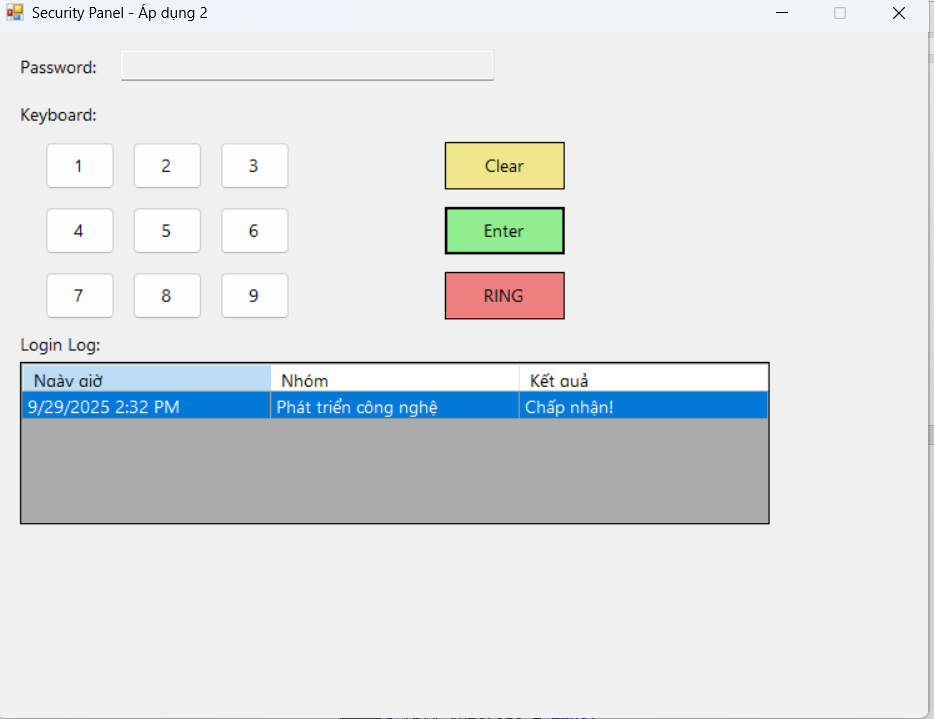 Security Panel - Áp dụng 2
Password:
Keyboard:
1 2 3 Clear
4 5 6 Enter
7 8 9 RING
Login Log:
Ngày giờ Nhóm Kết quả
9/29/2025 2:32 PM Phát triển công nghệ Chấp nhận!